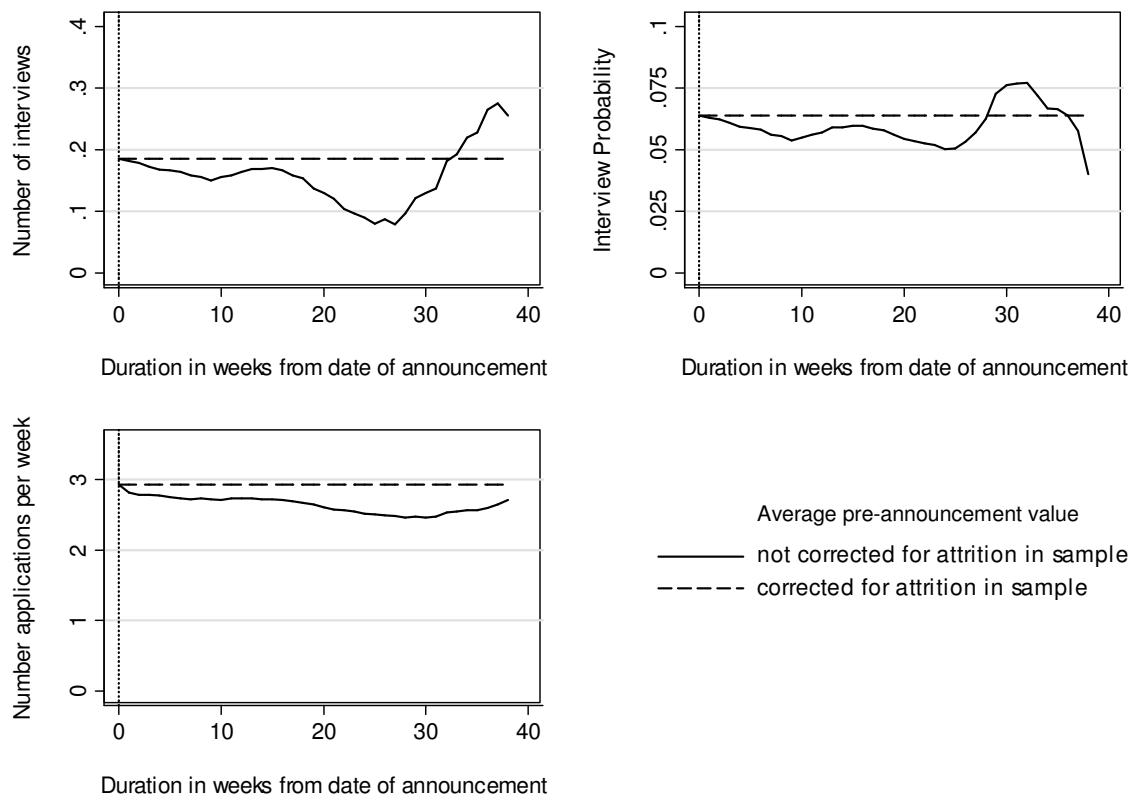 Number of interviews
0 .1 .2 .3 .4
0 10 20 30 40
Duration in weeks from date of announcement
Interview Probability
0 .025 .05 .075 .1
0 10 20 30 40
Duration in weeks from date of announcement
Number applications per week
0 1 2 3
0 10 20 30 40
Duration in weeks from date of announcement
Average pre-announcement value
not corrected for attrition in sample
corrected for attrition in sample